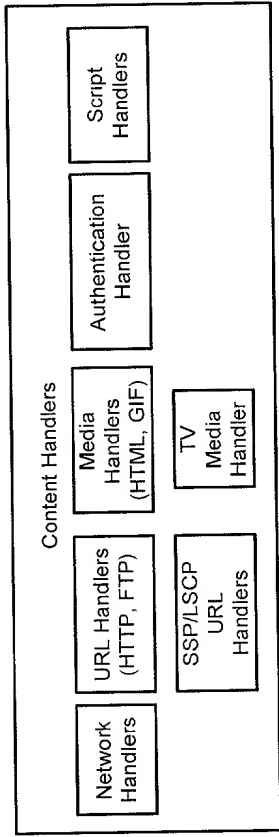 Content Handlers
Network
Handlers
URL Handlers
(HTTP, FTP)
Media
Handlers
(HTML, GIF)
Authentication
Handler
Script
Handlers
SSP/LSCP
URL
Handlers
TV
Media
Handler